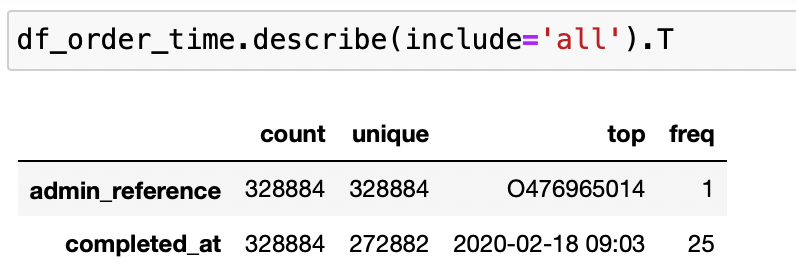 df_order_time.describe(include='all').T
count unique top freq
admin_reference 328884 328884 O476965014 1
completed_at 328884 272882 2020-02-18 09:03 25